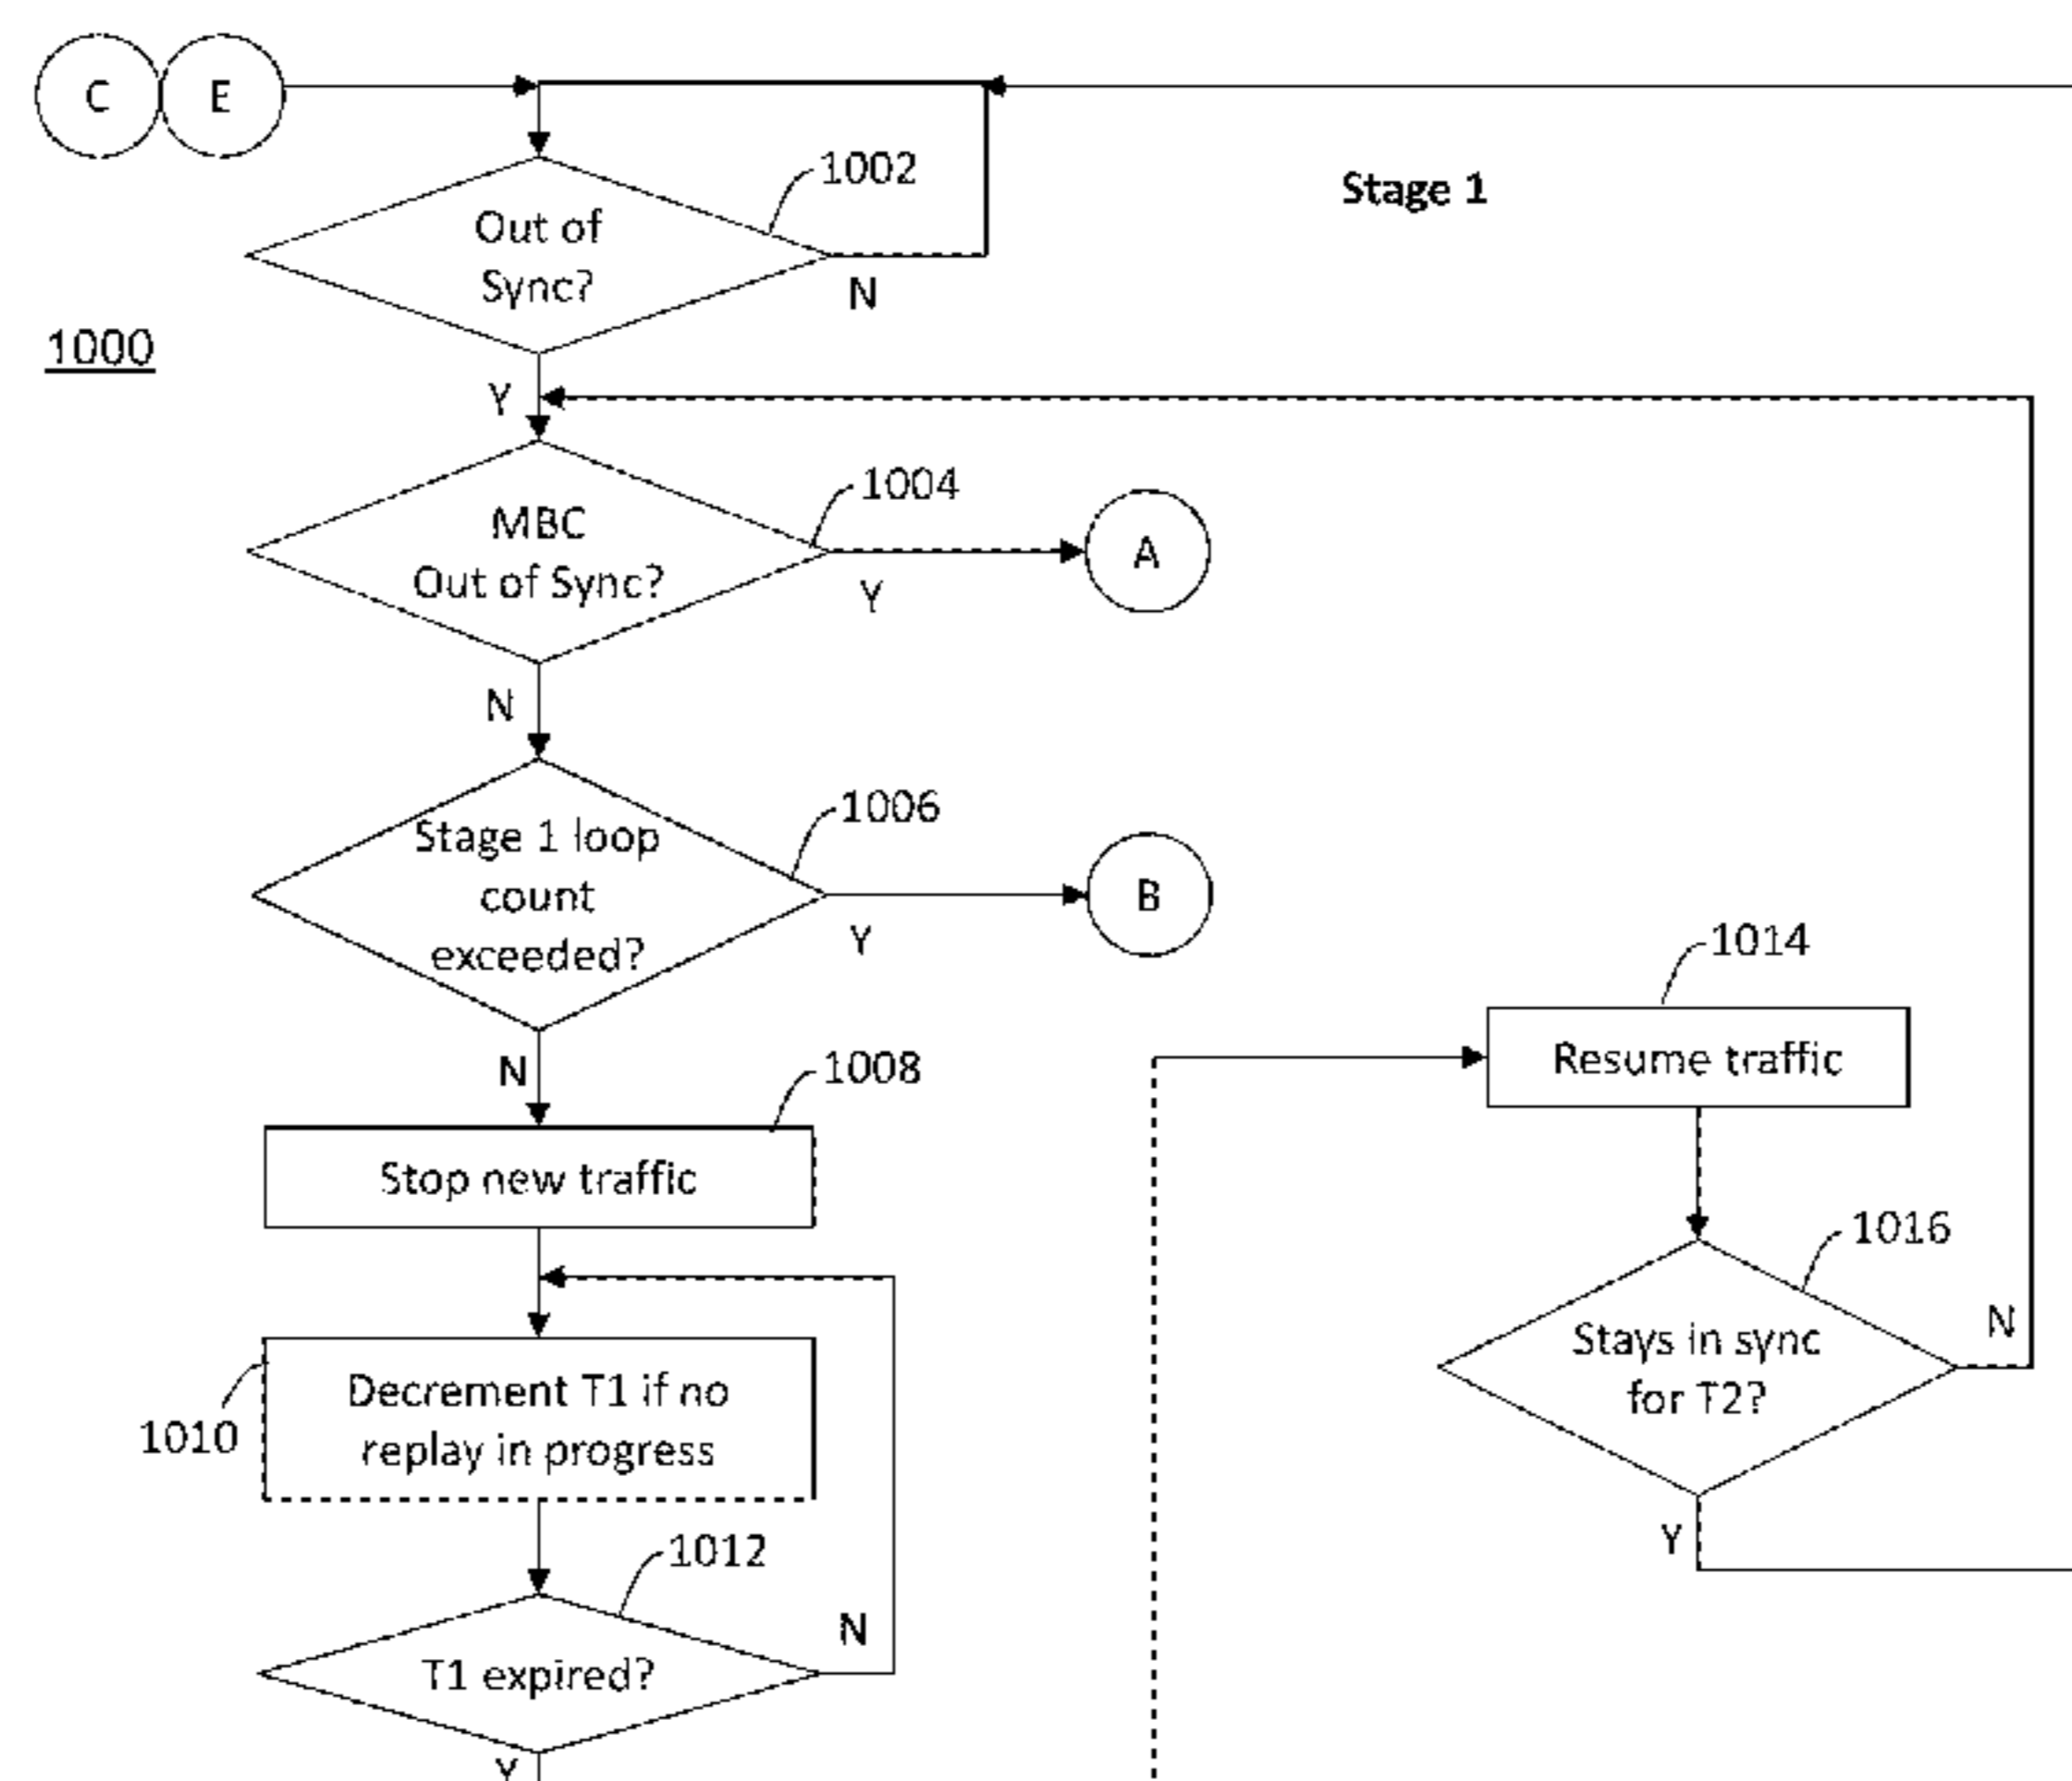 C
E
1002
Stage 1
Out of
Sync?
N
1000
Y
1004
MBC
Out of Sync?
A
Y
N
1006
Stage 1 loop
count
exceeded?
B
Y
1014
Resume traffic
N
1008
Stop new traffic
1016
Stays in sync
for T2?
N
Decrement T1 if no
replay in progress
1010
Y
1012
N
T1 expired?
Y